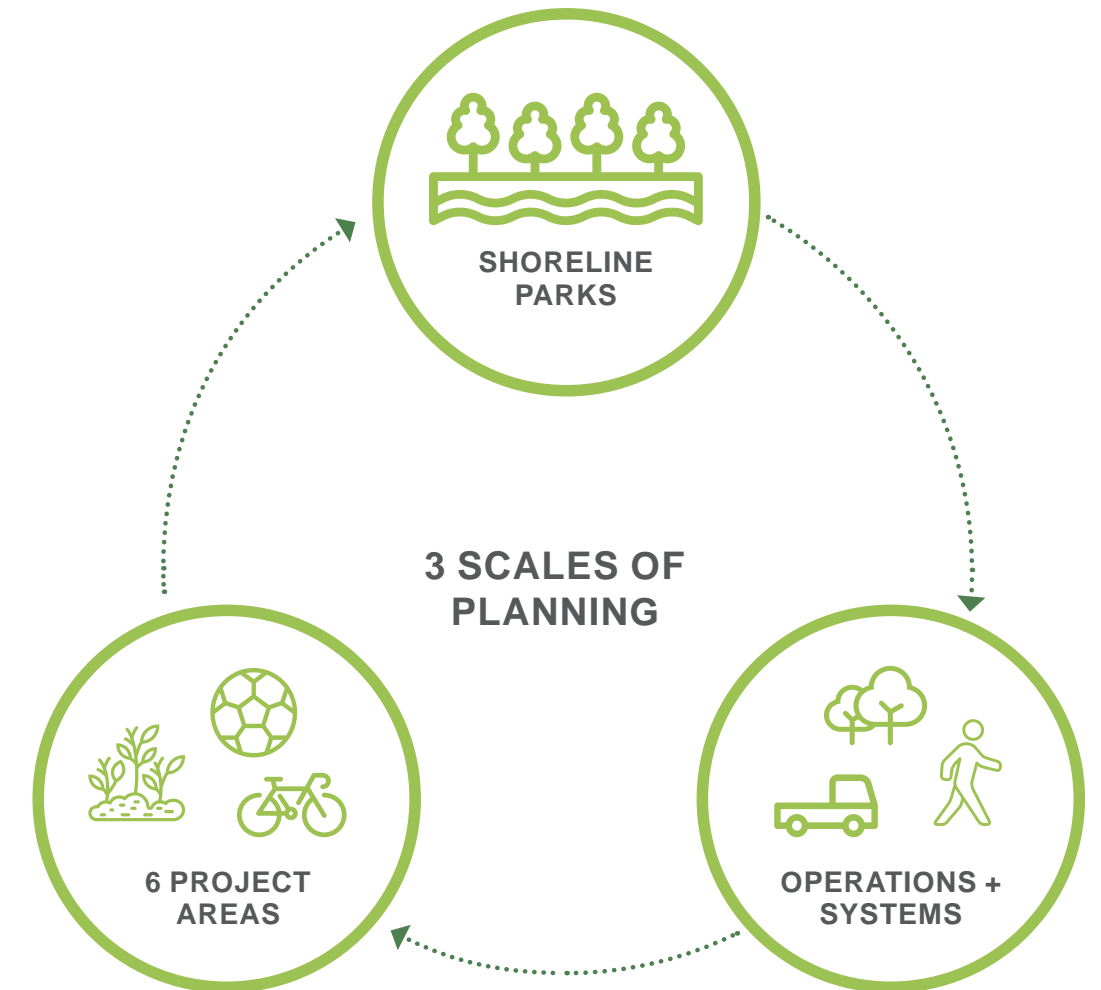 SHORELINE
PARKS
3 SCALES OF
PLANNING
6 PROJECT
AREAS
OPERATIONS +
SYSTEMS